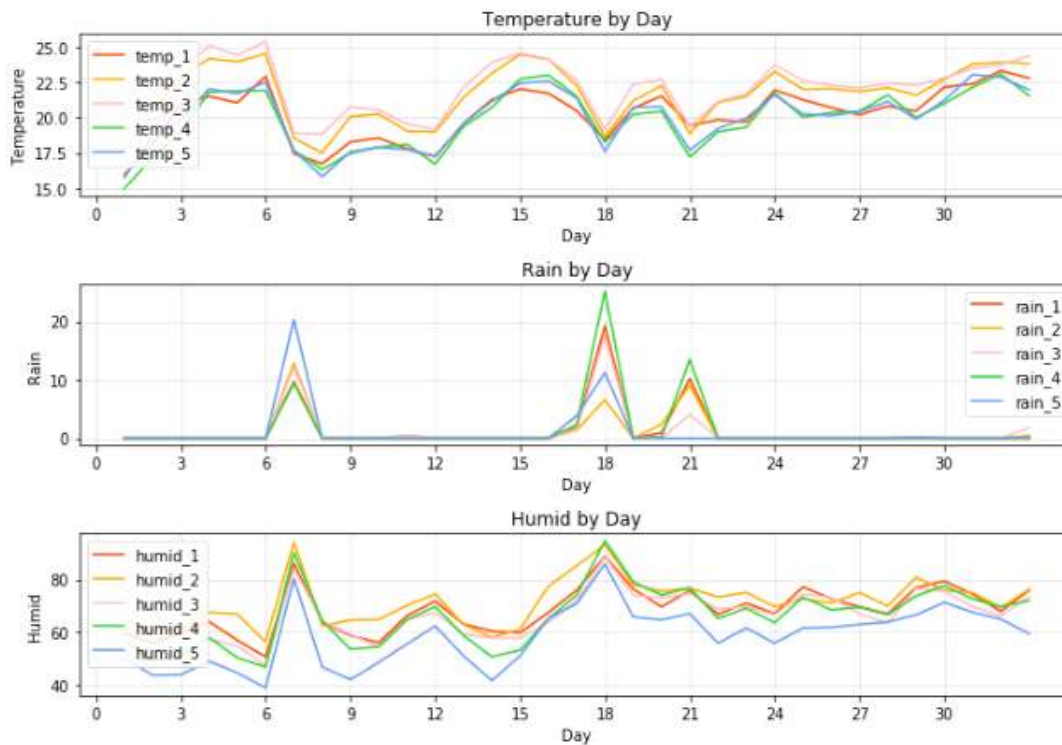 Temperature by Day
Temperature
25.0
22.5
20.0
17.5
15.0
temp_1
temp_2
temp_3
temp_4
temp_5
0 3 6 9 12 15 18 21 24 27 30
Day
Rain by Day
Rain
20
10
0
rain_1
rain_2
rain_3
rain_4
rain_5
0 3 6 9 12 15 18 21 24 27 30
Day
Humid by Day
Humid
80
60
40
humid_1
humid_2
humid_3
humid_4
humid_5
0 3 6 9 12 15 18 21 24 27 30
Day